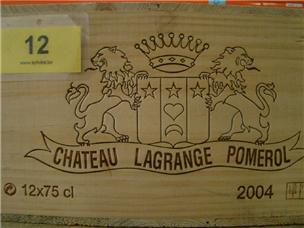 12
CHATEAU LAGRANGE POMEROL
12x75 cl
2004